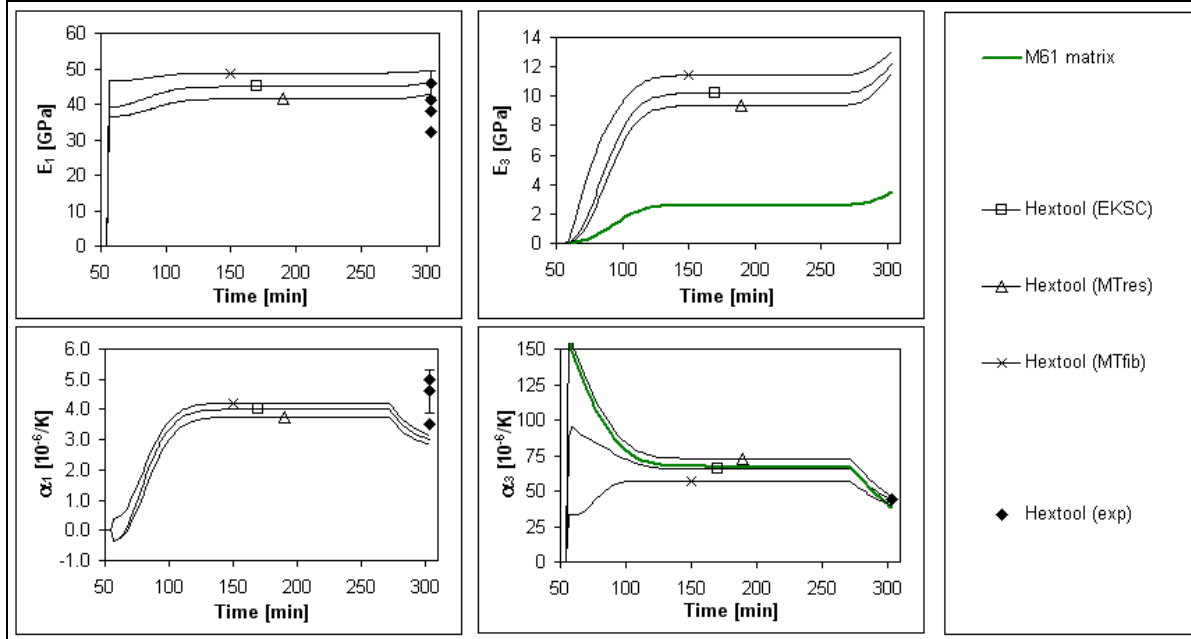 60
50
40
30
20
10
0
E₁ [GPa]
50 100 150 200 250 300
Time [min]
14
12
10
8
6
4
2
0
E₃ [GPa]
50 100 150 200 250 300
Time [min]
6.0
5.0
4.0
3.0
2.0
1.0
0.0
-1.0
α₁ [10⁻⁶/K]
50 100 150 200 250 300
Time [min]
150
125
100
75
50
25
0
α₃ [10⁻⁶/K]
50 100 150 200 250 300
Time [min]
M61 matrix
Hextool (EKSC)
Hextool (MTres)
Hextool (MTfib)
Hextool (exp)